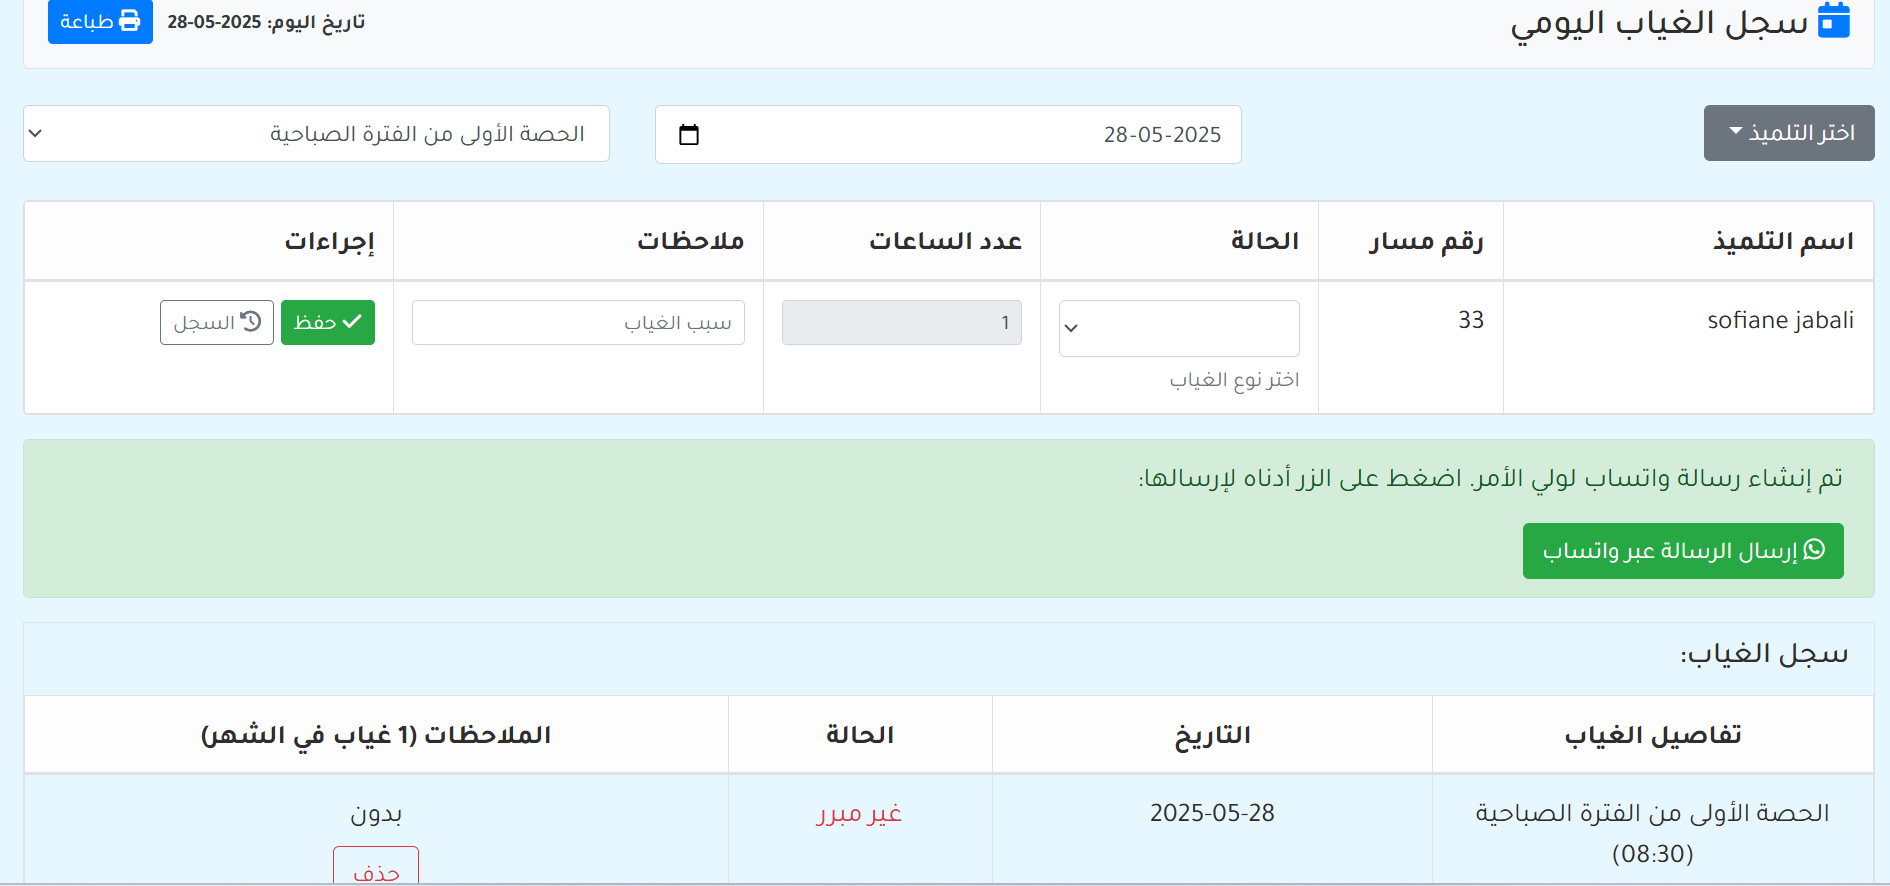 سجل الغياب اليومي
تاريخ اليوم: 2025-05-28
طباعة
اختر التلميذ
28-05-2025
الحصة الأولى من الفترة الصباحية
اسم التلميذ رقم مسار الحالة عدد الساعات ملاحظات إجراءات
sofiane jabali 33 1 سبب الغياب حفظ السجل
اختر نوع الغياب
تم إنشاء رسالة واتساب لولي الأمر. اضغط على الزر أدناه لإرسالها:
إرسال الرسالة عبر واتساب
سجل الغياب:
تفاصيل الغياب التاريخ الحالة الملاحظات (1 غياب في الشهر)
الحصة الأولى من الفترة الصباحية 2025-05-28 غير مبرر بدون
(08:30)
حذف